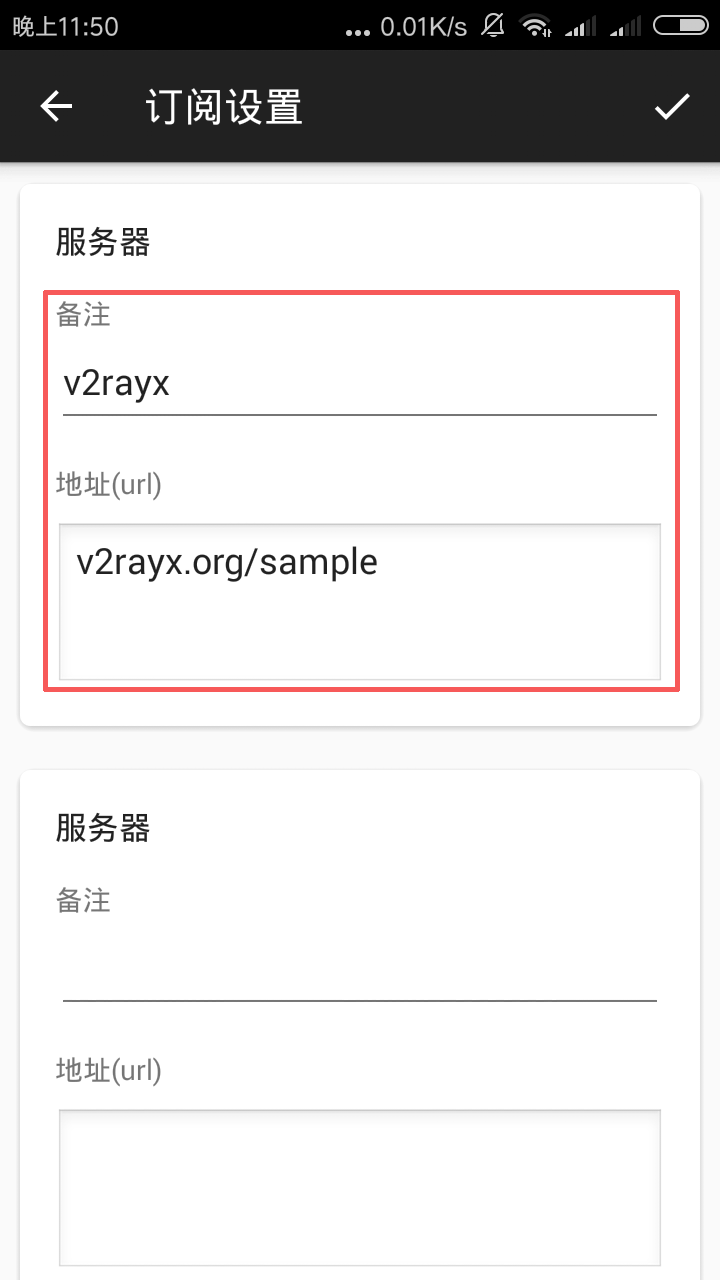 晚上11:50
... 0.01K/s
订阅设置
服务器
备注
v2rayx
地址(url)
v2rayx.org/sample
服务器
备注
地址(url)